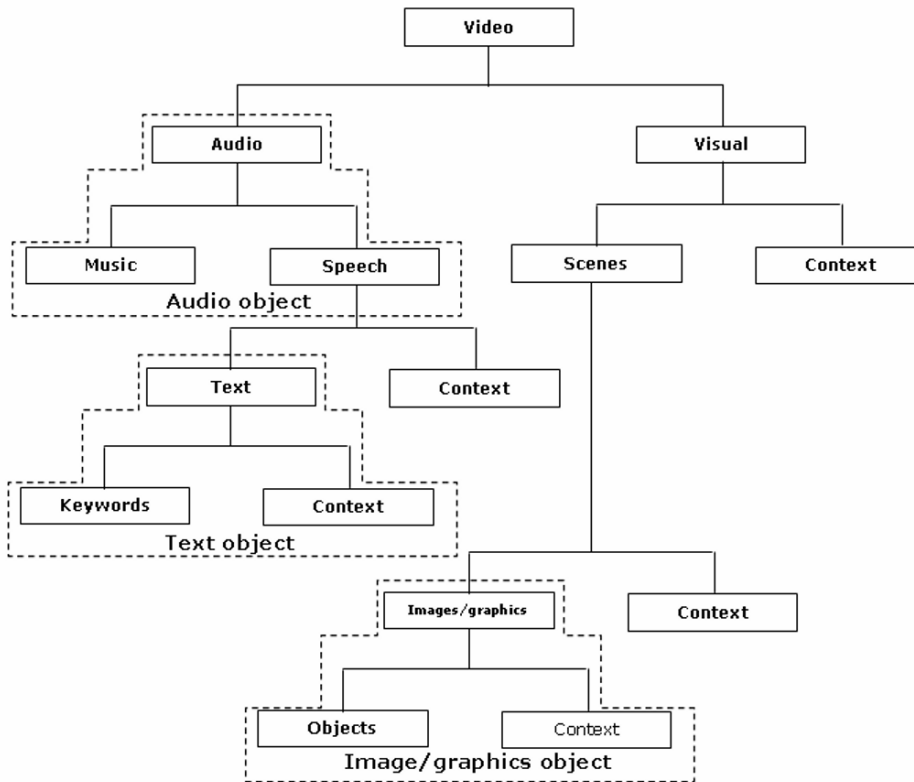 Video
Audio
Visual
Music
Speech
Scenes
Context
Audio object
Text
Context
Keywords
Context
Text object
Images/graphics
Context
Objects
Context
Image/graphics object